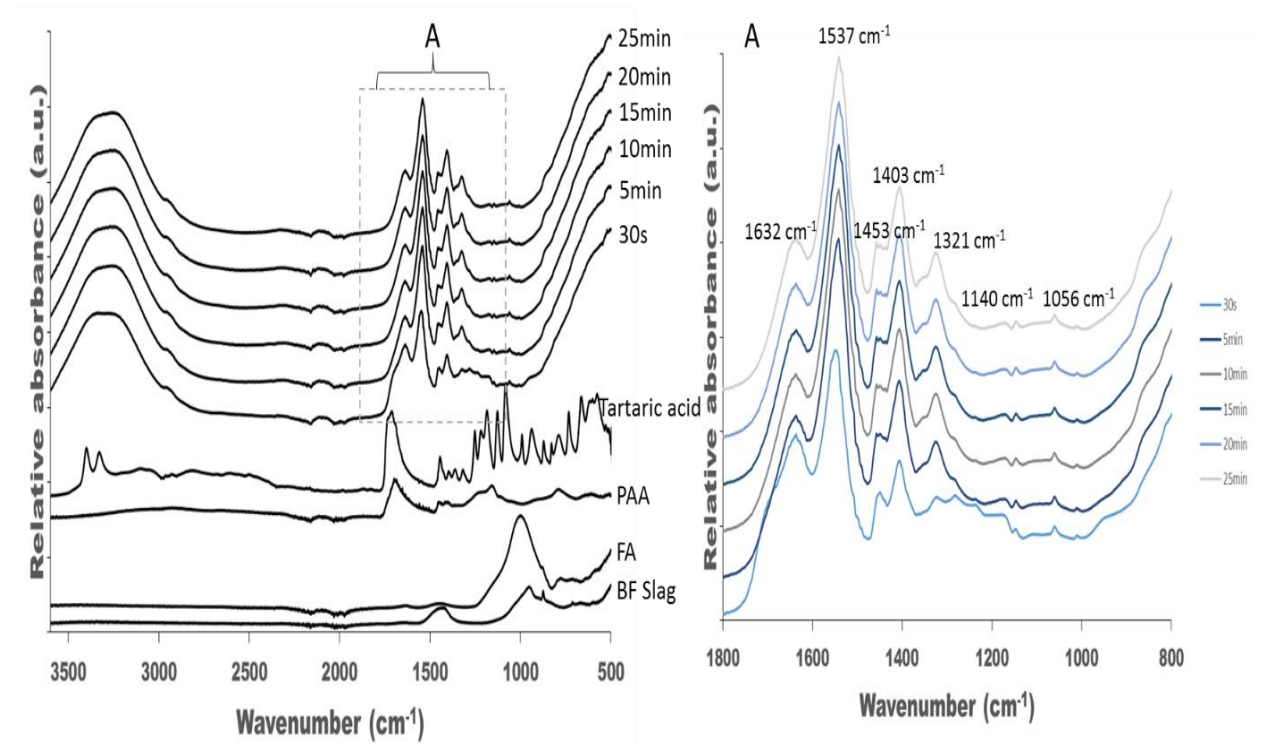 A
25min
20min
15min
10min
5min
30s
Tartaric acid
PAA
FA
BF Slag
Relative absorbance (a.u.)
3500 3000 2500 2000 1500 1000 500
Wavenumber (cm-1)
A
1537 cm-1
1403 cm-1
1632 cm-1
1453 cm-1
1321 cm-1
1140 cm-1
1056 cm-1
Relative absorbance (a.u.)
1800 1600 1400 1200 1000 800
Wavenumber (cm-1)
30s
5min
10min
15min
20min
25min